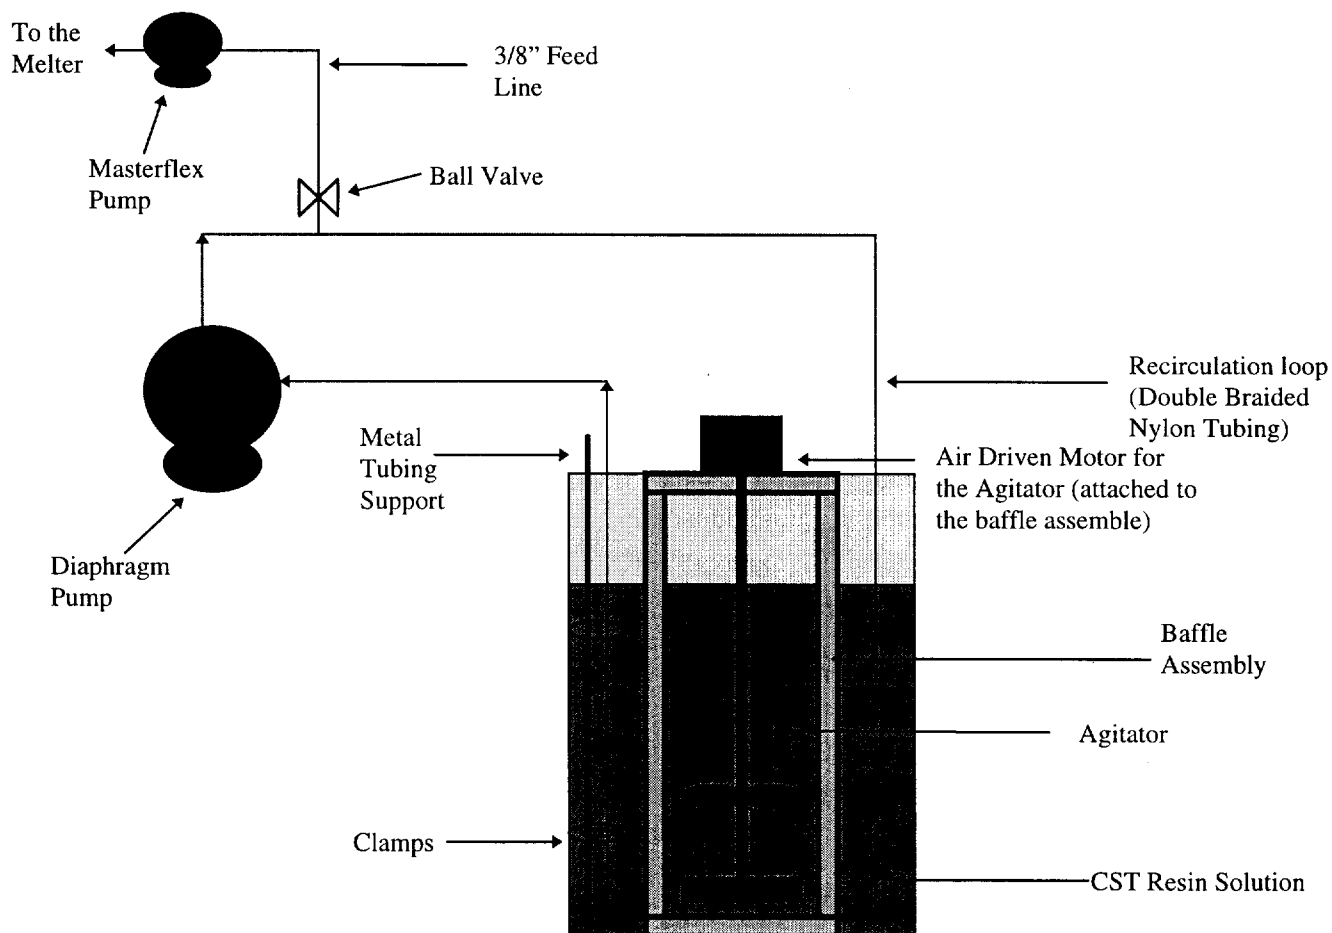 To the
Melter
3/8” Feed
Line
Masterflex
Pump
Ball Valve
Recirculation loop
(Double Braided
Nylon Tubing)
Metal
Tubing
Support
Air Driven Motor for
the Agitator (attached to
the baffle assemble)
Diaphragm
Pump
Baffle
Assembly
Agitator
Clamps
CST Resin Solution